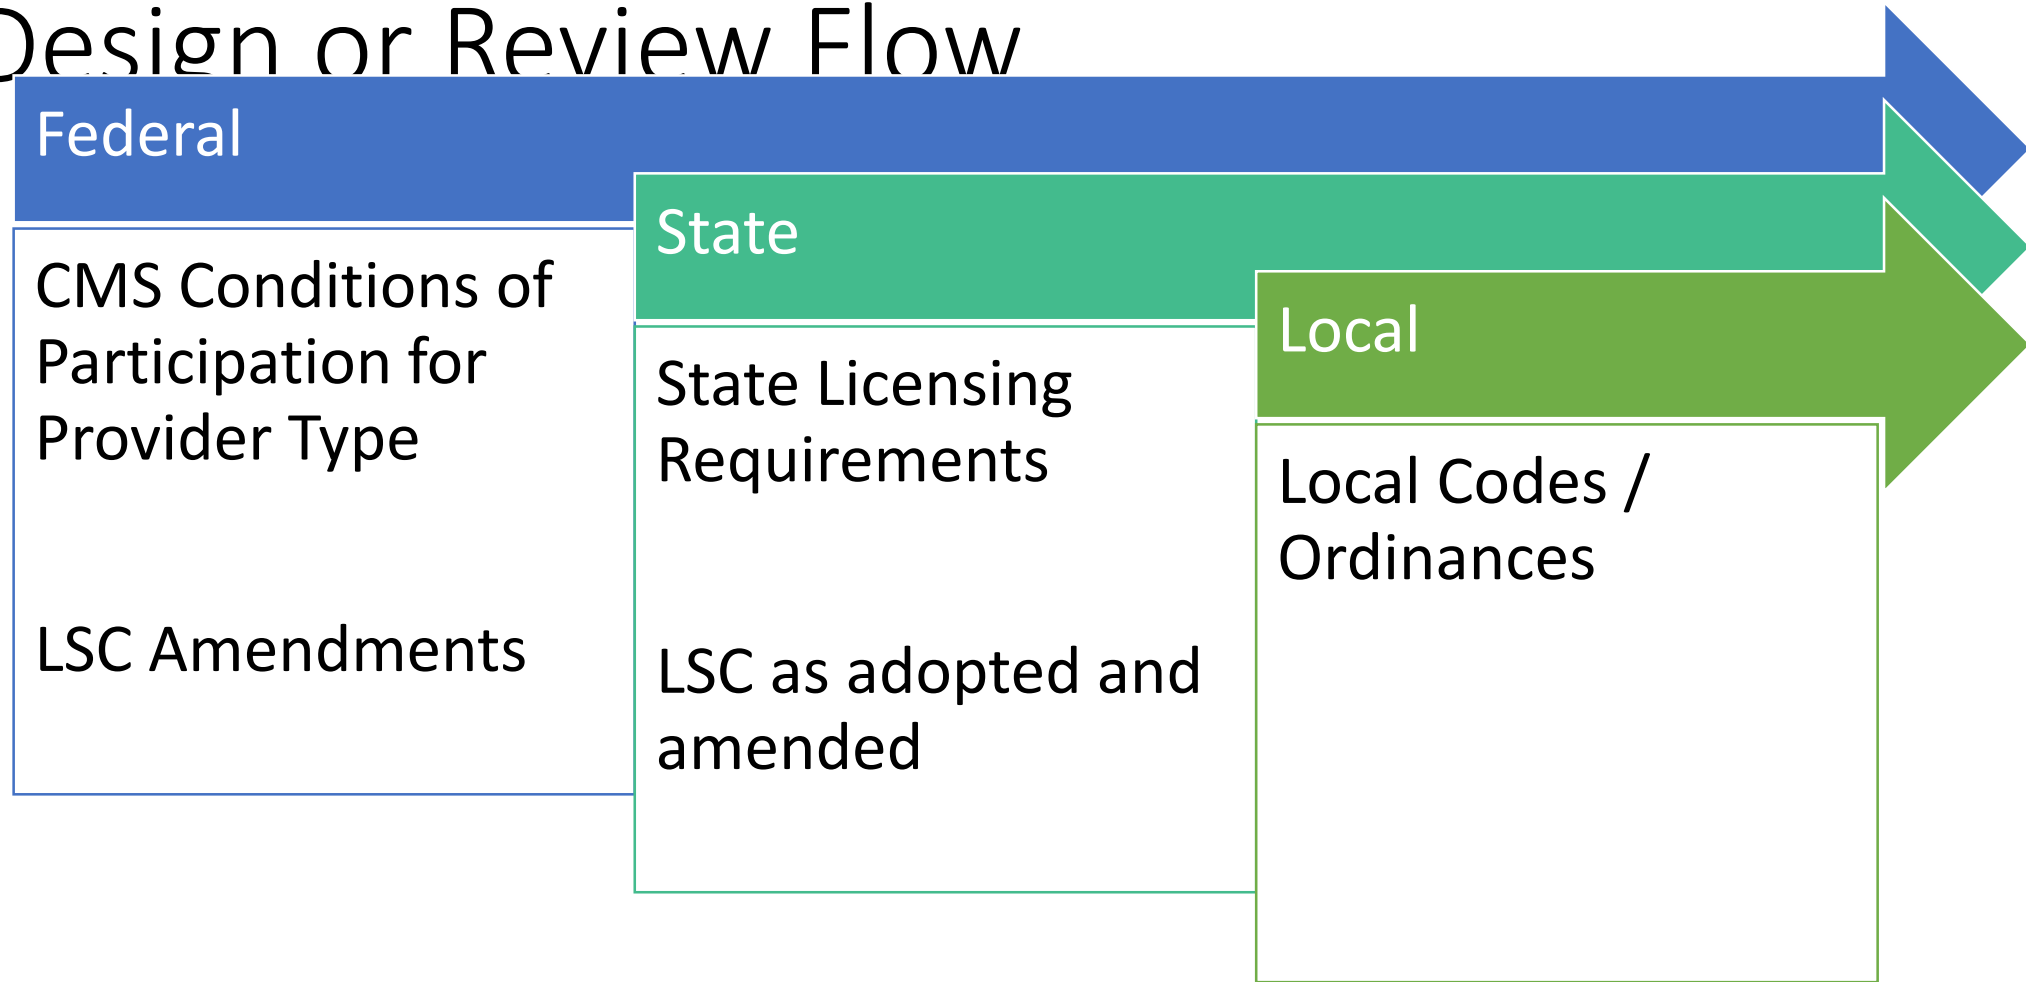 Design or Review Flow
Federal
CMS Conditions of
Participation for
Provider Type
LSC Amendments
State
State Licensing
Requirements
LSC as adopted and
amended
Local
Local Codes /
Ordinances